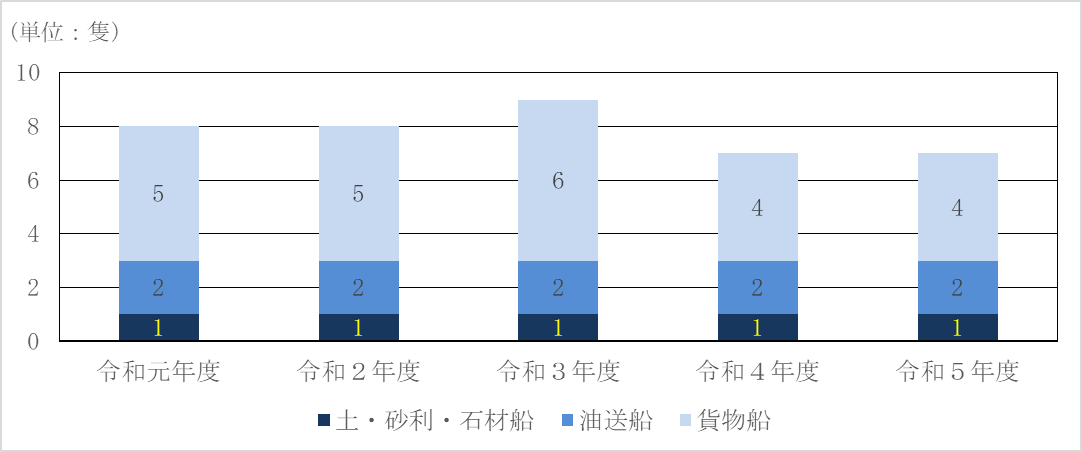 （単位：隻）
10
8
6
4
2
0
5 5 6 4 4
2 2 2 2 2
1 1 1 1 1
令和元年度 令和２年度 令和３年度 令和４年度 令和５年度
土・砂利・石材船 油送船 貨物船